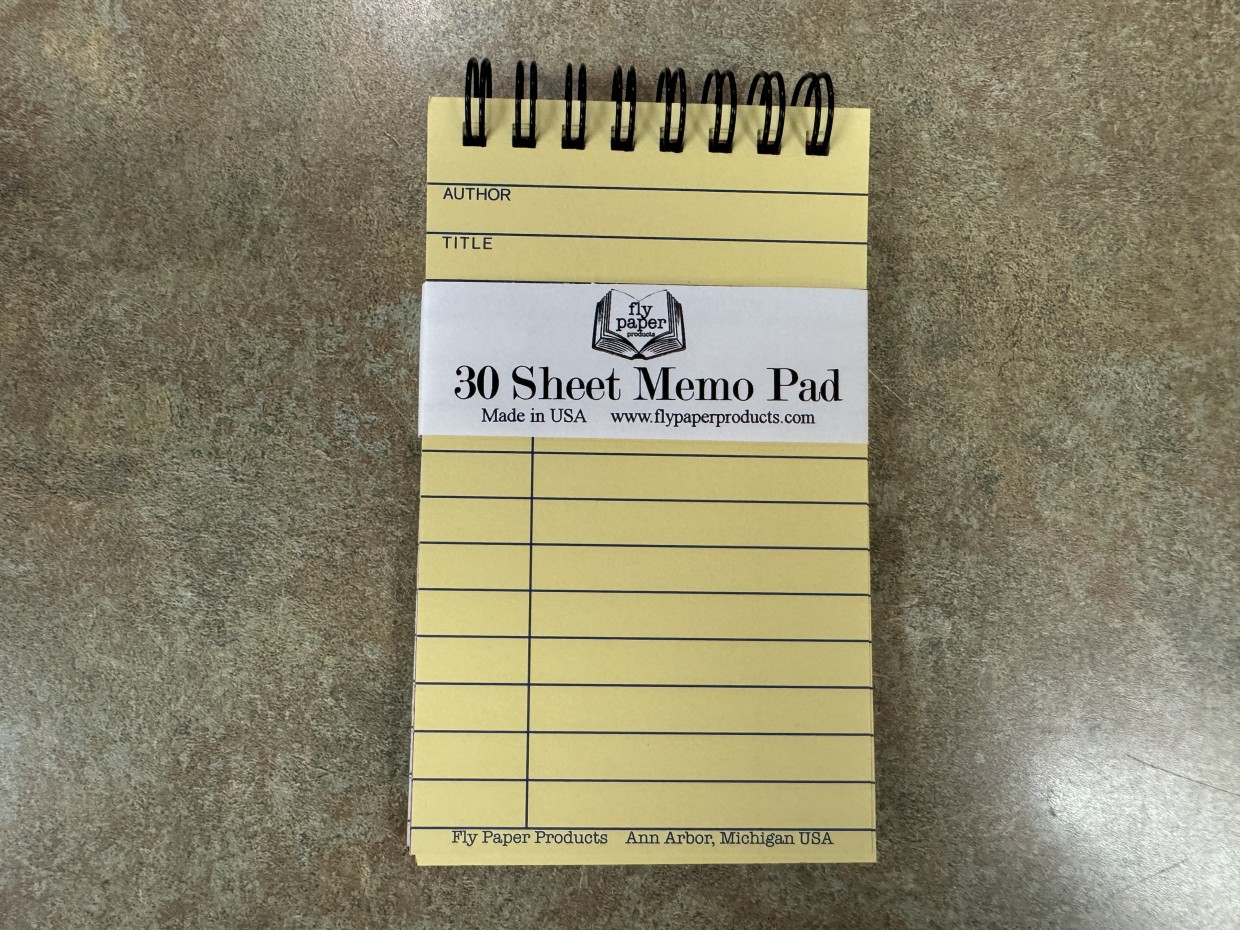 AUTHOR
TITLE
fly
paper
products
30 Sheet Memo Pad
Made in USA www.flypaperproducts.com
Fly Paper Products Ann Arbor, Michigan USA